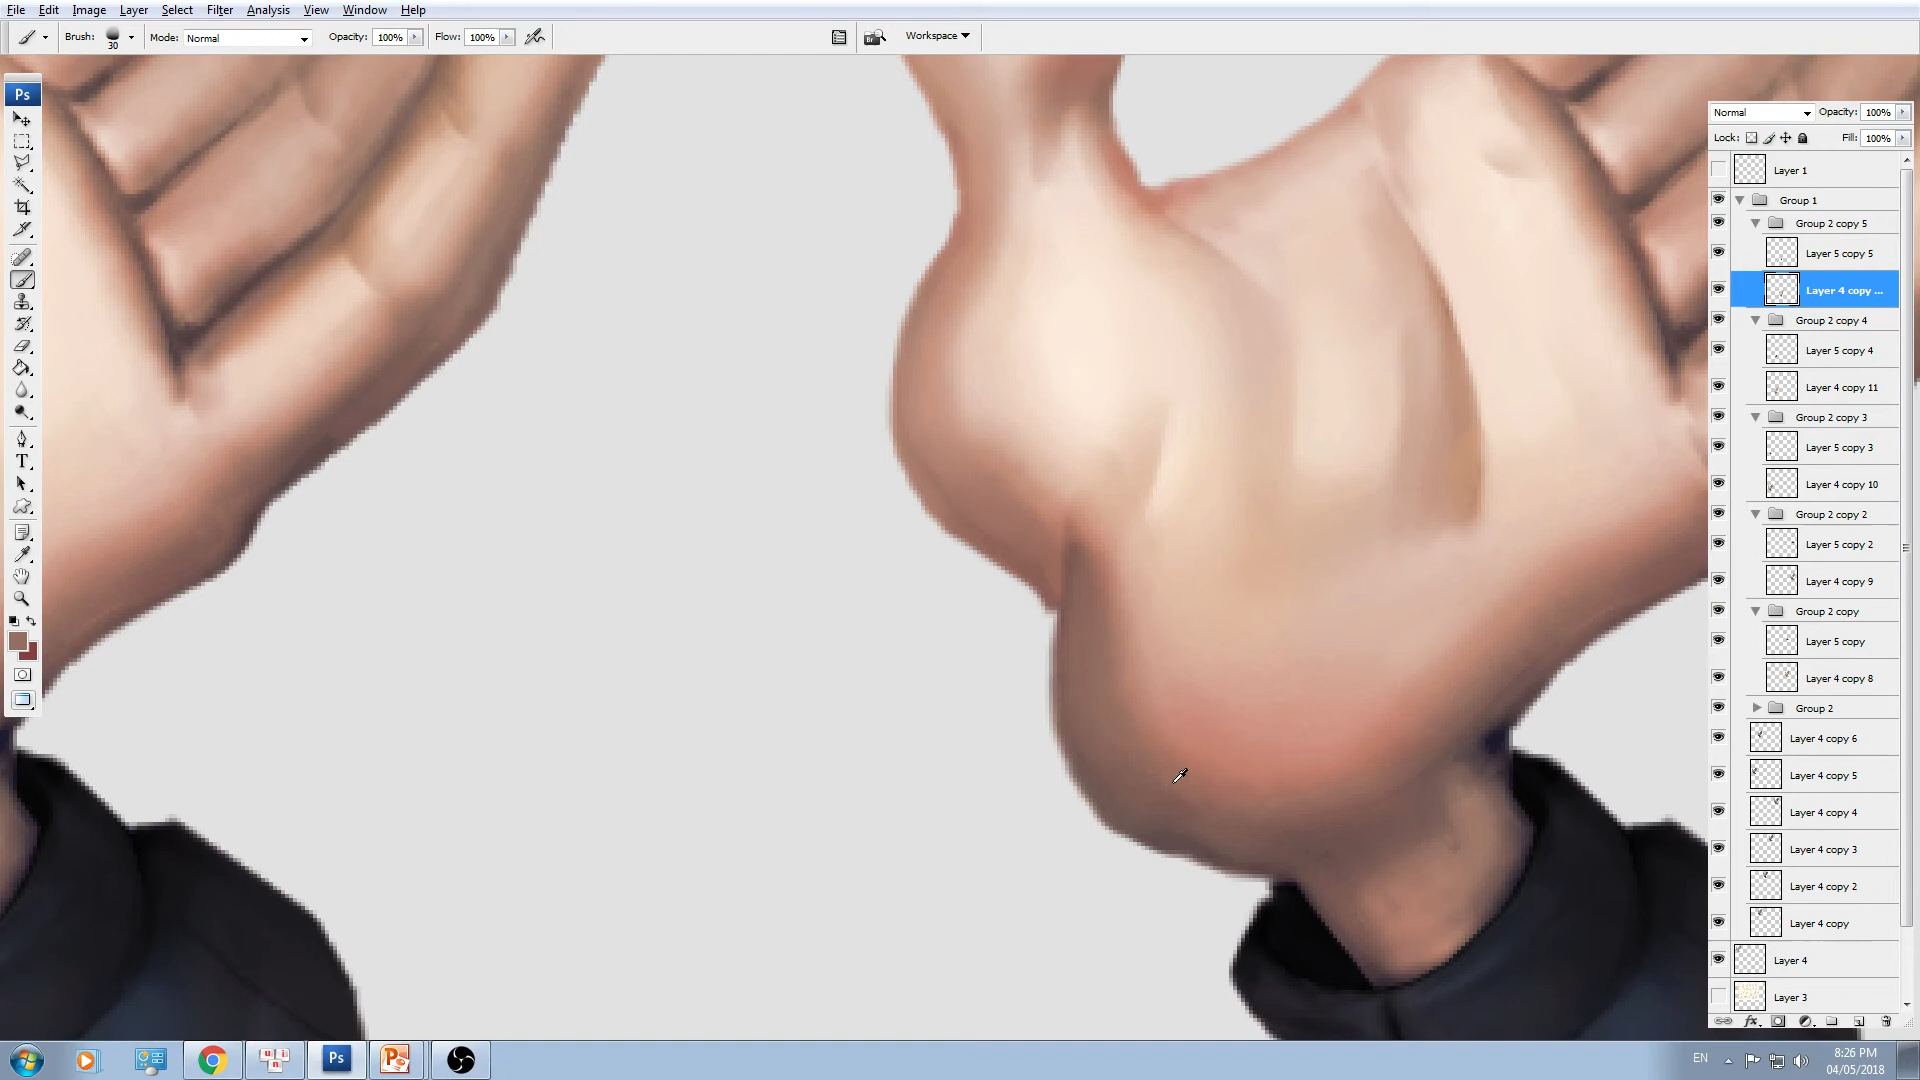 File Edit Image Layer Select Filter Analysis View Window Help
Brush: 30 Mode: Normal Opacity: 100% Flow: 100% Br Workspace
Ps
T
Normal Opacity: 100%
Lock: Fill: 100%
Layer 1
Group 1
Group 2 copy 5
Layer 5 copy 5
Layer 4 copy ...
Group 2 copy 4
Layer 5 copy 4
Layer 4 copy 11
Group 2 copy 3
Layer 5 copy 3
Layer 4 copy 10
Group 2 copy 2
Layer 5 copy 2
Layer 4 copy 9
Group 2 copy
Layer 5 copy
Layer 4 copy 8
Group 2
Layer 4 copy 6
Layer 4 copy 5
Layer 4 copy 4
Layer 4 copy 3
Layer 4 copy 2
Layer 4 copy
Layer 4
Layer 3
fx
Ps
EN
8:26 PM
04/05/2018